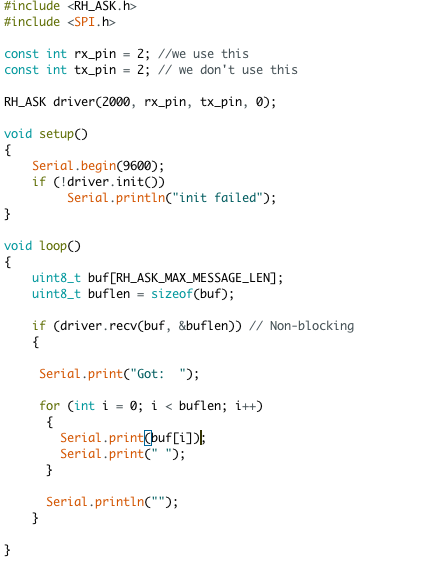 #include <RH_ASK.h>
#include <SPI.h>

const int rx_pin = 2; //we use this
const int tx_pin = 2; // we don't use this

RH_ASK driver(2000, rx_pin, tx_pin, 0);

void setup()
{
    Serial.begin(9600);
    if (!driver.init())
         Serial.println("init failed");
}

void loop()
{
    uint8_t buf[RH_ASK_MAX_MESSAGE_LEN];
    uint8_t buflen = sizeof(buf);

    if (driver.recv(buf, &buflen)) // Non-blocking
    {

     Serial.print("Got:  ");

     for (int i = 0; i < buflen; i++)
      {
        Serial.print(buf[i]);
        Serial.print(" ");
      }

      Serial.println("");
    }

}